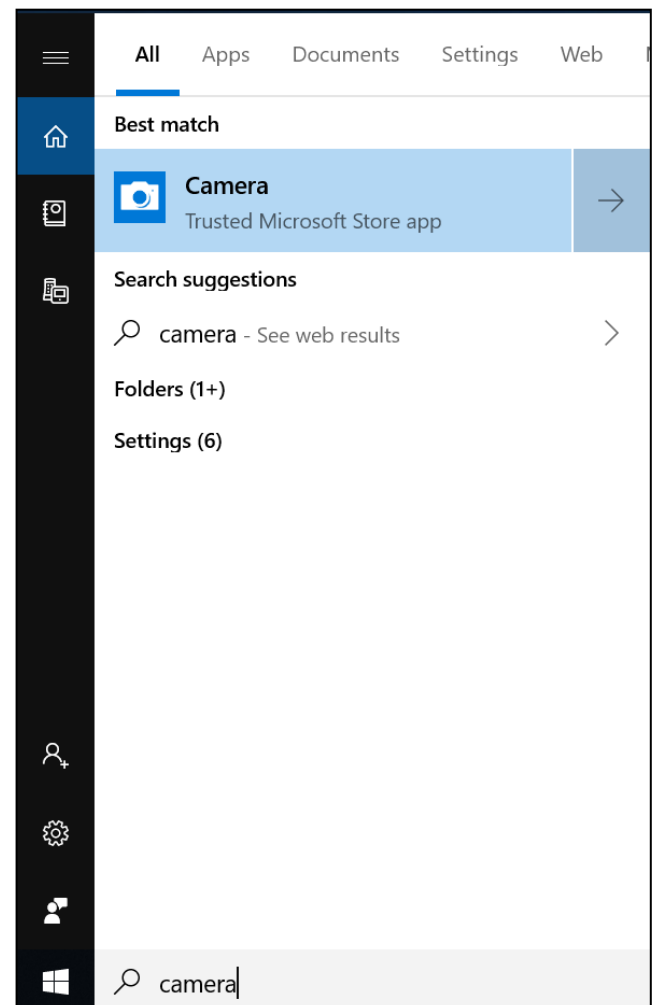 All Apps Documents Settings Web
Best match
Camera
Trusted Microsoft Store app
Search suggestions
camera - See web results
Folders (1+)
Settings (6)
camera